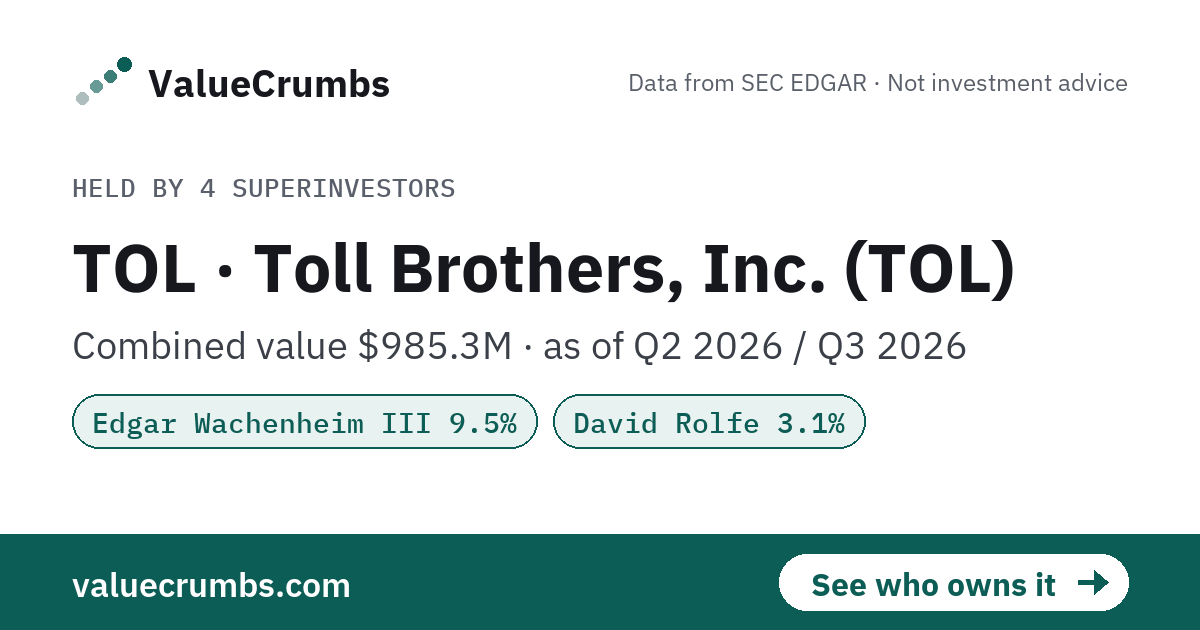 ValueCrumbs
Data from SEC EDGAR · Not investment advice
HELD BY 4 SUPERINVESTORS
TOL · Toll Brothers, Inc. (TOL)
Combined value $985.3M · as of Q2 2026 / Q3 2026
Edgar Wachenheim III 9.5%
David Rolfe 3.1%
valuecrumbs.com
See who owns it